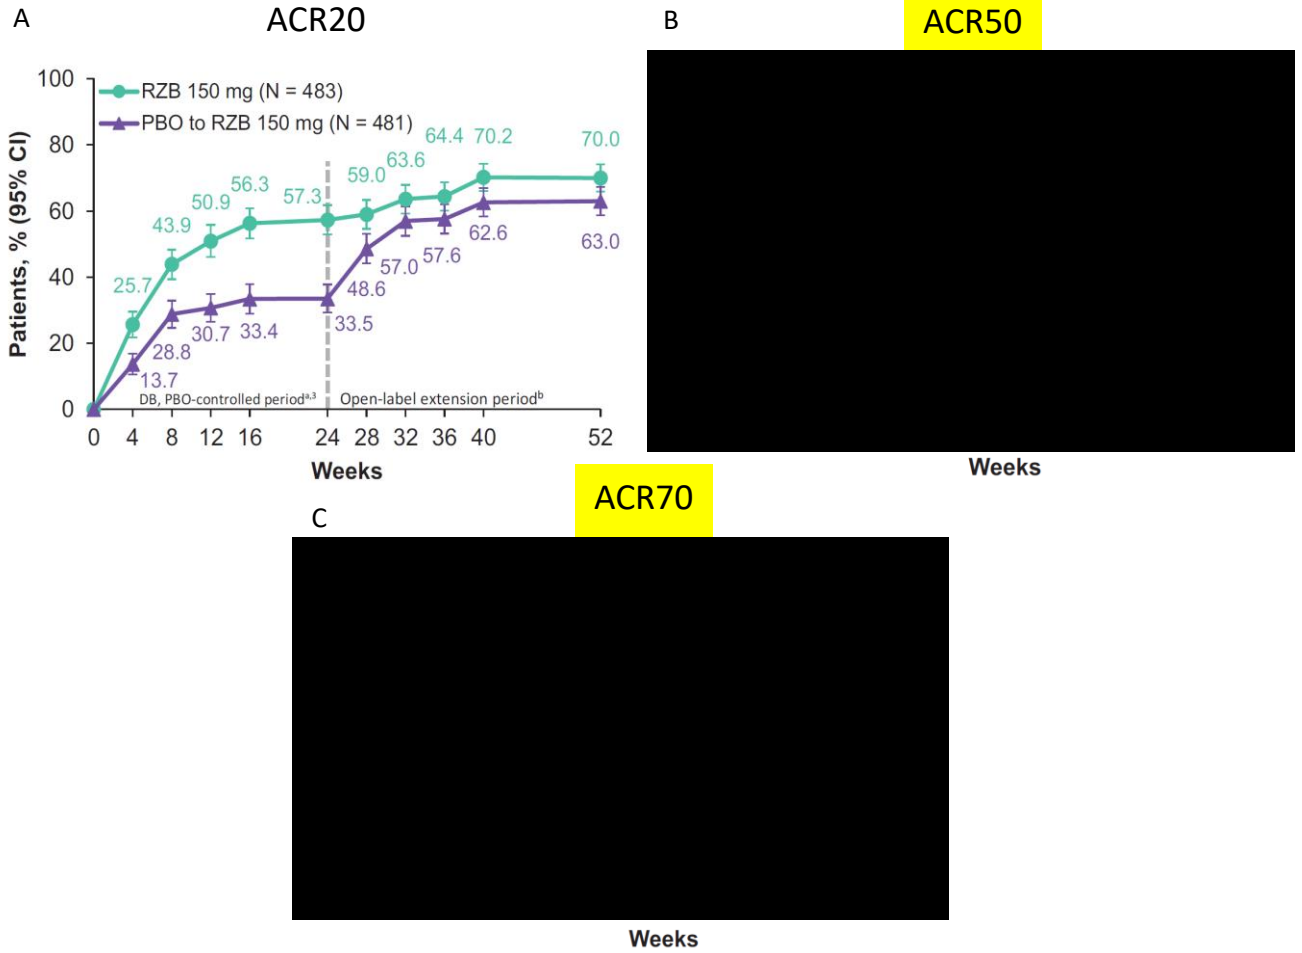 A
ACR20
B
ACR50
100
80
60
40
20
0
Patients, % (95% CI)
RZB 150 mg (N = 483)
PBO to RZB 150 mg (N = 481)
25.7
43.9
50.9
56.3
57.3
59.0
63.6
64.4
70.2
70.0
13.7
28.8
30.7
33.4
33.5
48.6
57.0
57.6
62.6
63.0
DB, PBO-controlled periodᵃ,³
Open-label extension periodᵇ
0 4 8 12 16 24 28 32 36 40 52
Weeks
Weeks
C
ACR70
Weeks